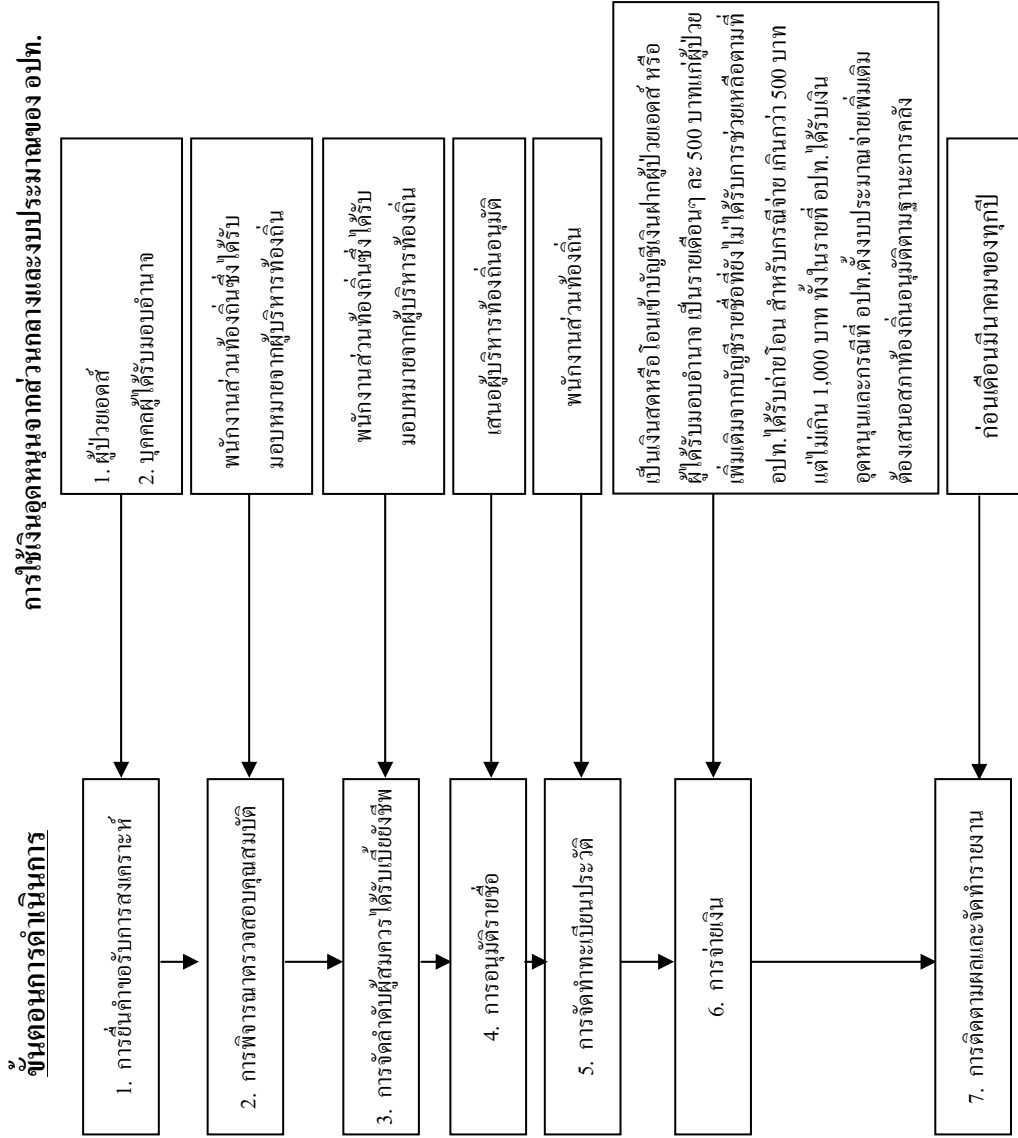 ขั้นตอนการดำเนินการ
การใช้เงินอุดหนุนจากส่วนกลางและงบประมาณของ อปท.
1. การยื่นคำขอรับการสงเคราะห์
1. ผู้ป่วยเอดส์
2. บุคคลผู้ได้รับมอบอำนาจ
2. การพิจารณาตรวจสอบคุณสมบัติ
พนักงานส่วนท้องถิ่นซึ่งได้รับ
มอบหมายจากผู้บริหารท้องถิ่น
3. การจัดลำดับผู้สมควรได้รับเบี้ยยังชีพ
พนักงานส่วนท้องถิ่นซึ่งได้รับ
มอบหมายจากผู้บริหารท้องถิ่น
4. การอนุมัติรายชื่อ
เสนอผู้บริหารท้องถิ่นอนุมัติ
5. การจัดทำทะเบียนประวัติ
พนักงานส่วนท้องถิ่น
6. การจ่ายเงิน
เป็นเงินสดหรือโอนเข้าบัญชีเงินฝากผู้ป่วยเอดส์ หรือ
ผู้ได้รับมอบอำนาจ เป็นรายเดือนๆ ละ 500 บาทแก่ผู้ป่วย
เพิ่มเติมจากบัญชีรายชื่อที่ยังไม่ได้รับการช่วยเหลือตามที่
อปท.ได้รับถ่ายโอน สำหรับกรณีจ่าย เกินกว่า 500 บาท
แต่ไม่เกิน 1,000 บาท ทั้งในรายที่ อปท.ได้รับเงิน
อุดหนุนและกรณีที่ อปท.ตั้งงบประมาณจ่ายเพิ่มเติม
ต้องเสนอสภาท้องถิ่นอนุมัติตามฐานะการคลัง
7. การติดตามผลและจัดทำรายงาน
ก่อนเดือนมีนาคมของทุกปี